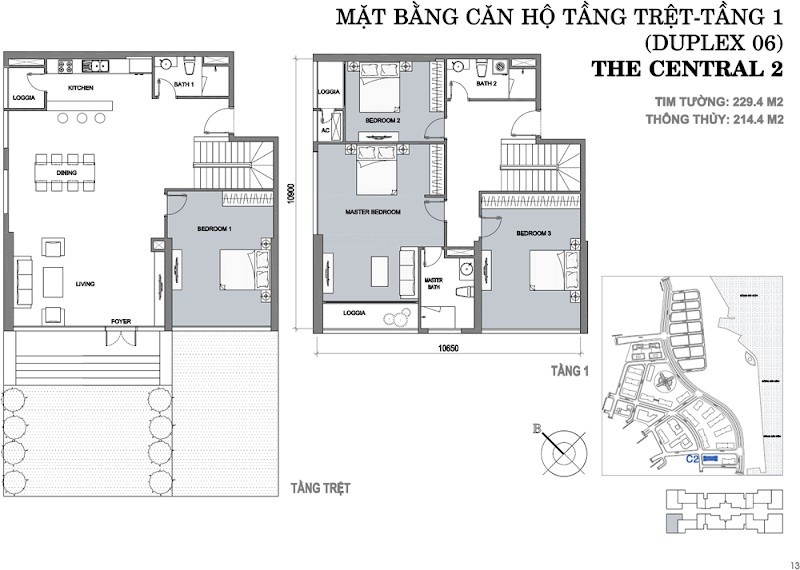 MẶT BẰNG CĂN HỘ TẦNG TRỆT-TẦNG 1
(DUPLEX 06)
THE CENTRAL 2
TIM TƯỜNG: 229.4 M2
THÔNG THỦY: 214.4 M2
KITCHEN
BATH 1
LOGGIA
DINING
BEDROOM 1
LIVING
FOYER
TẦNG TRỆT
LOGGIA
BEDROOM 2
BATH 2
AC
MASTER BEDROOM
BEDROOM 3
MASTER
BATH
LOGGIA
10900
10650
TẦNG 1
B
C2
13